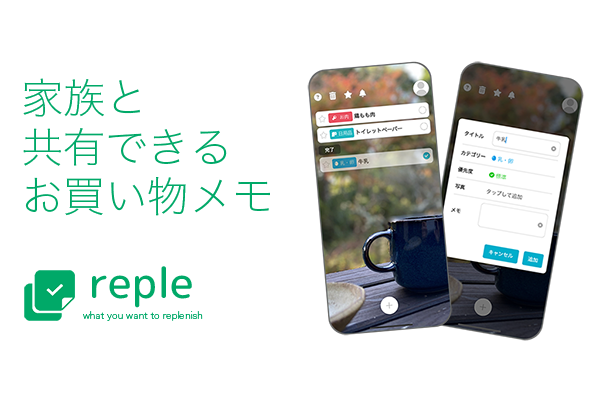 家族と
共有できる
お買い物メモ
reple
what you want to replenish
お肉 鶏もも肉
日用品 トイレットペーパー
完了
乳・卵 牛乳
タイトル 牛乳
カテゴリー 乳・卵
優先度 標準
写真 タップして追加
メモ
キャンセル 追加